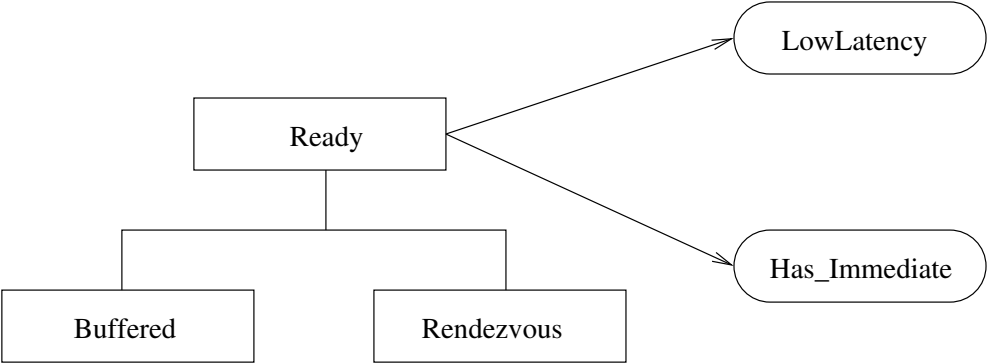 LowLatency
Ready
Has_Immediate
Buffered
Rendezvous